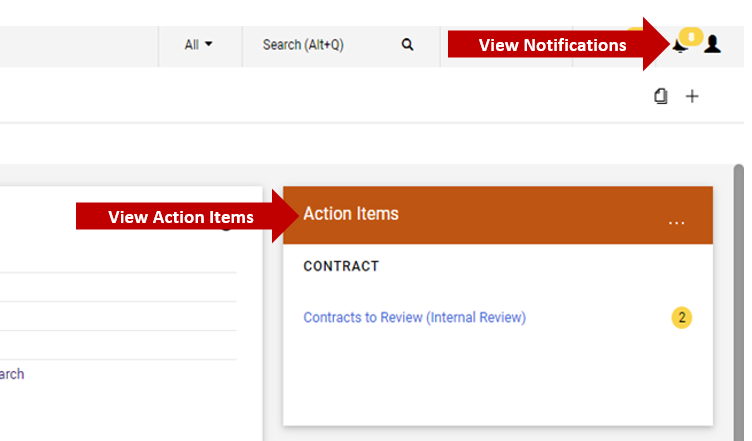 All
Search (Alt+Q)
View Notifications
View Action Items
Action Items
...
CONTRACT
Contracts to Review (Internal Review)
2
arch